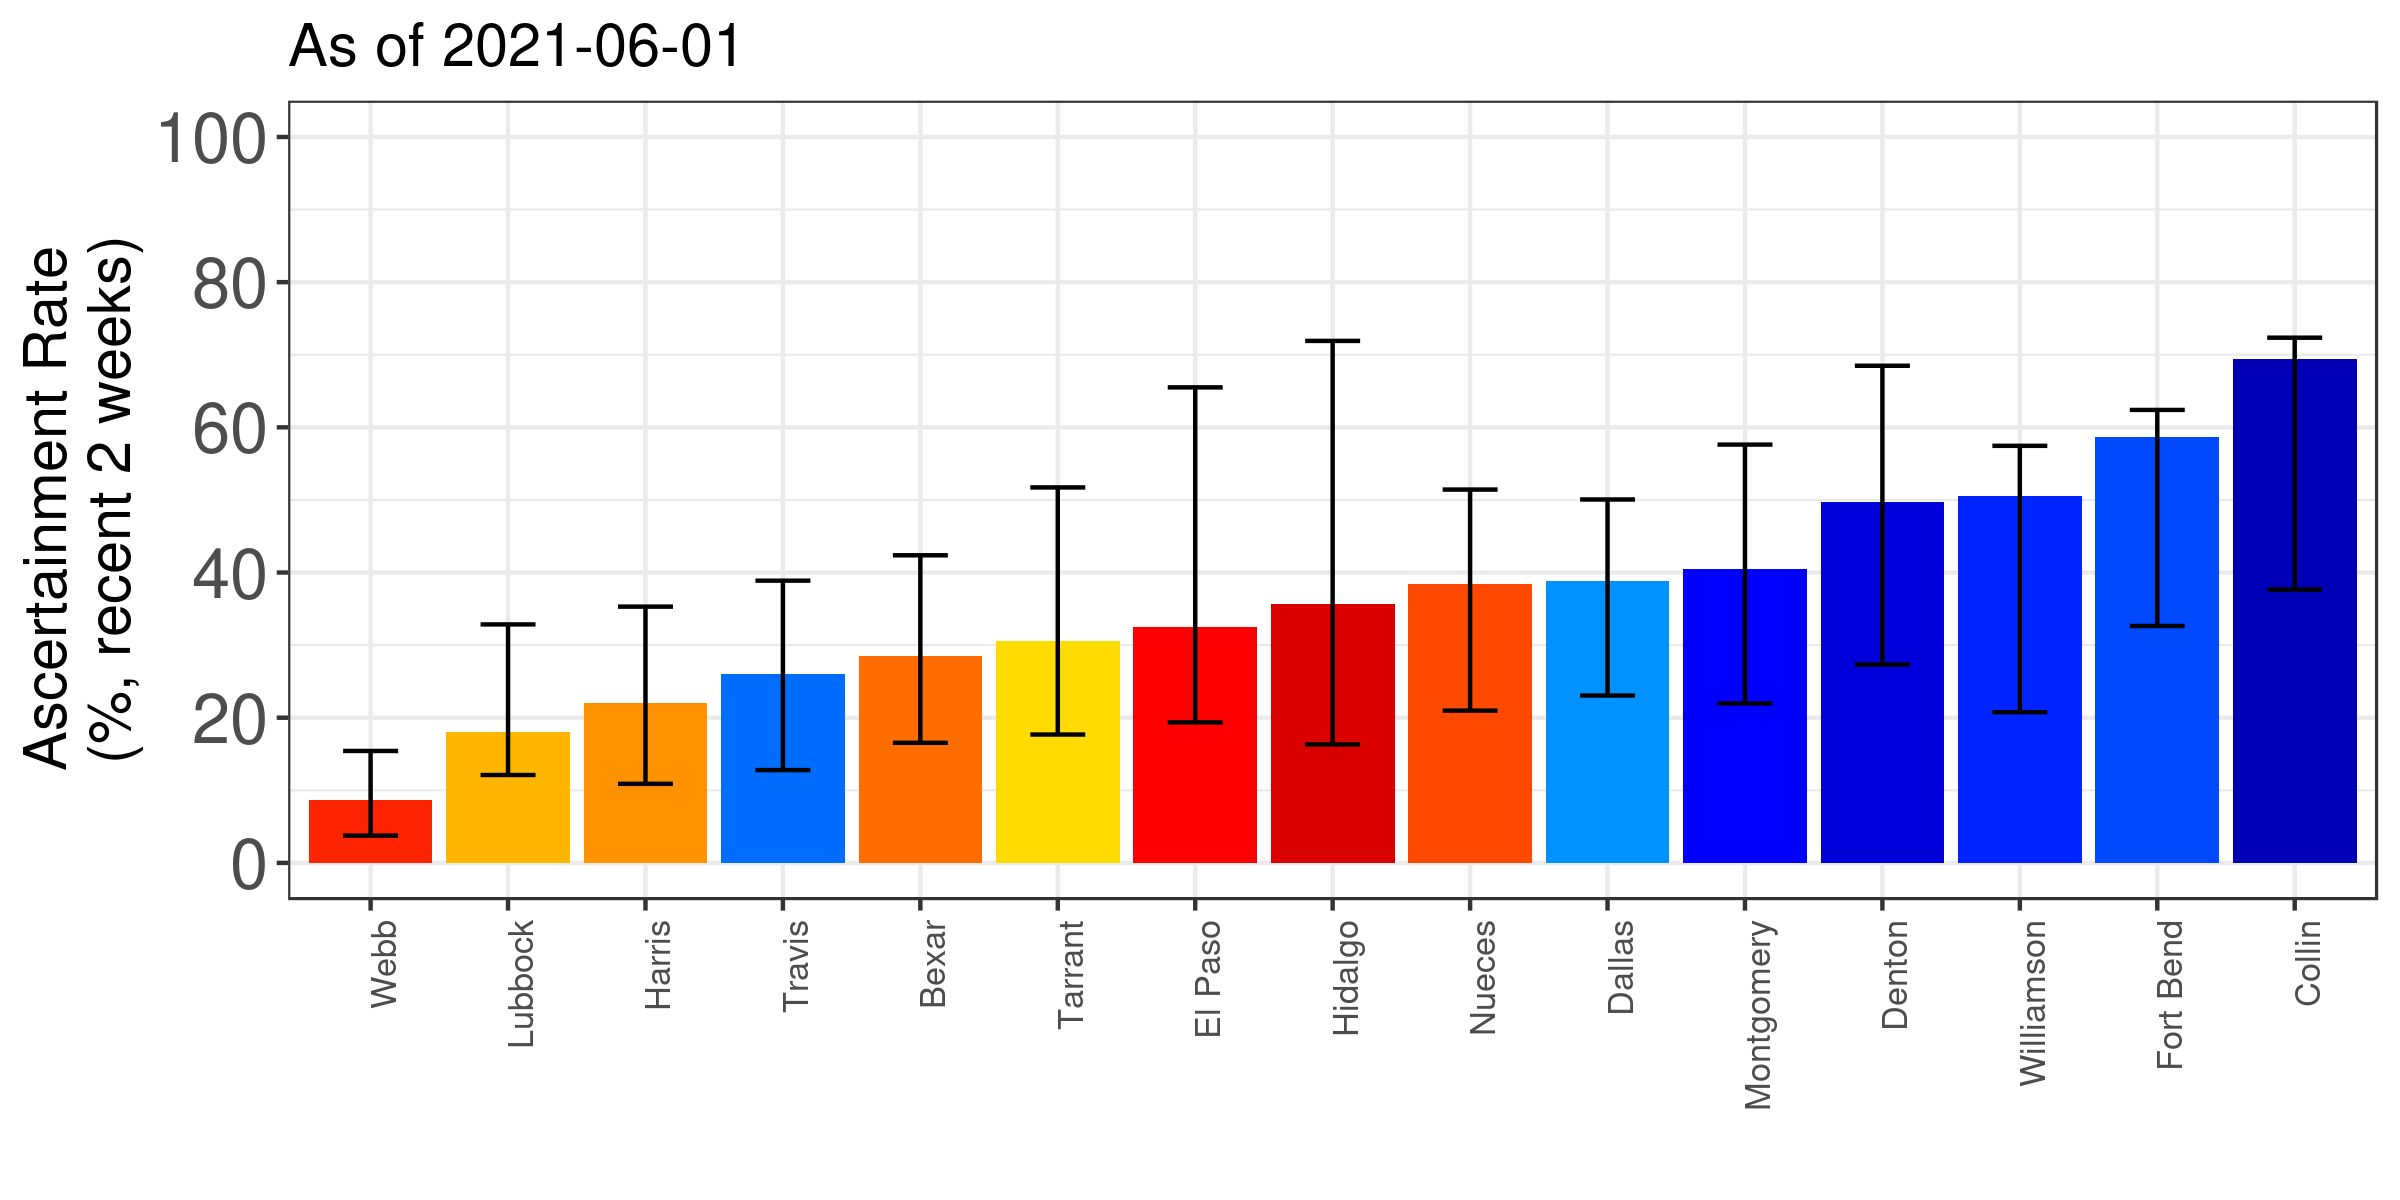 As of 2021-06-01
Ascertainment Rate
(%, recent 2 weeks)
100
80
60
40
20
0
Webb
Lubbock
Harris
Travis
Bexar
Tarrant
El Paso
Hidalgo
Nueces
Dallas
Montgomery
Denton
Williamson
Fort Bend
Collin